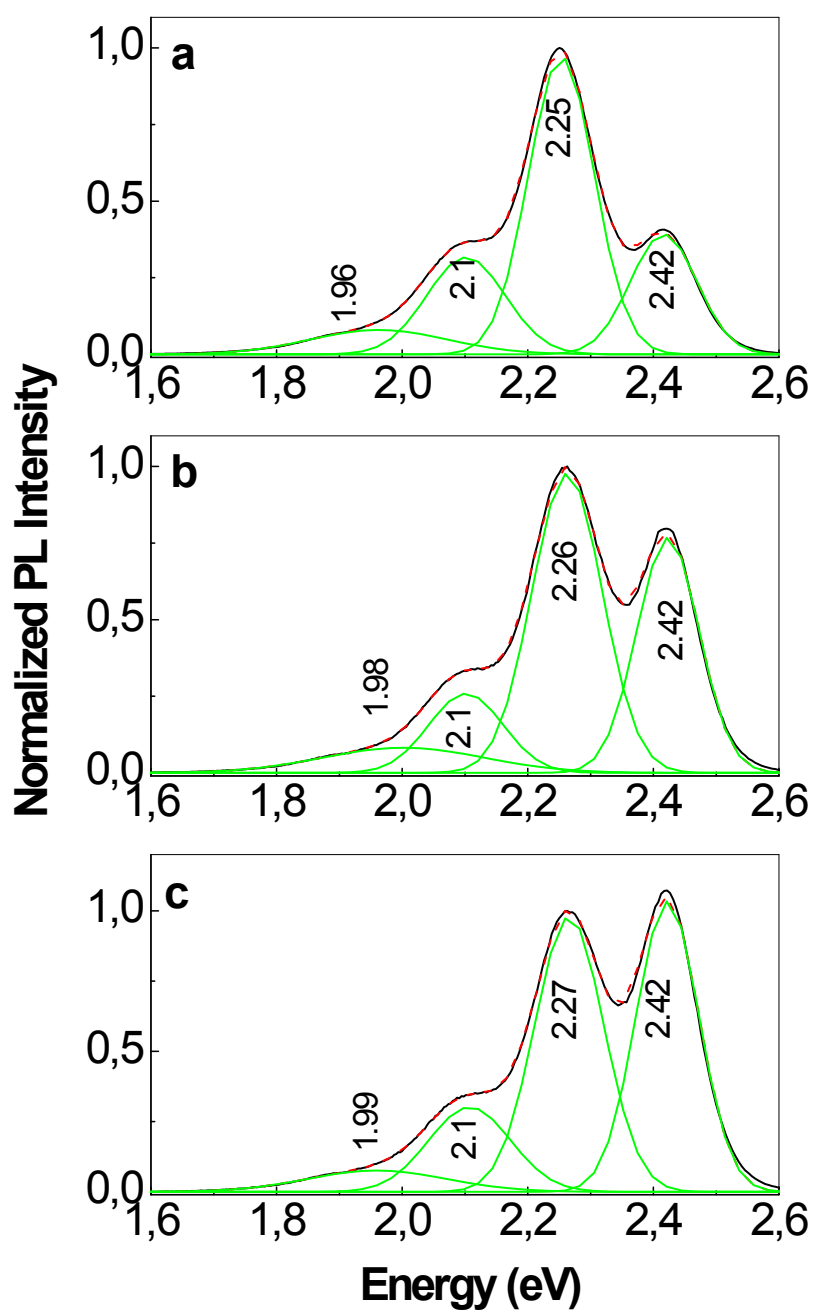 a
1,0
0,5
0,0
1.96
2.1
2.25
2.42
1,6 1,8 2,0 2,2 2,4 2,6
b
1,0
0,5
0,0
1.98
2.1
2.26
2.42
1,6 1,8 2,0 2,2 2,4 2,6
c
1,0
0,5
0,0
1.99
2.1
2.27
2.42
1,6 1,8 2,0 2,2 2,4 2,6
Normalized PL Intensity
Energy (eV)